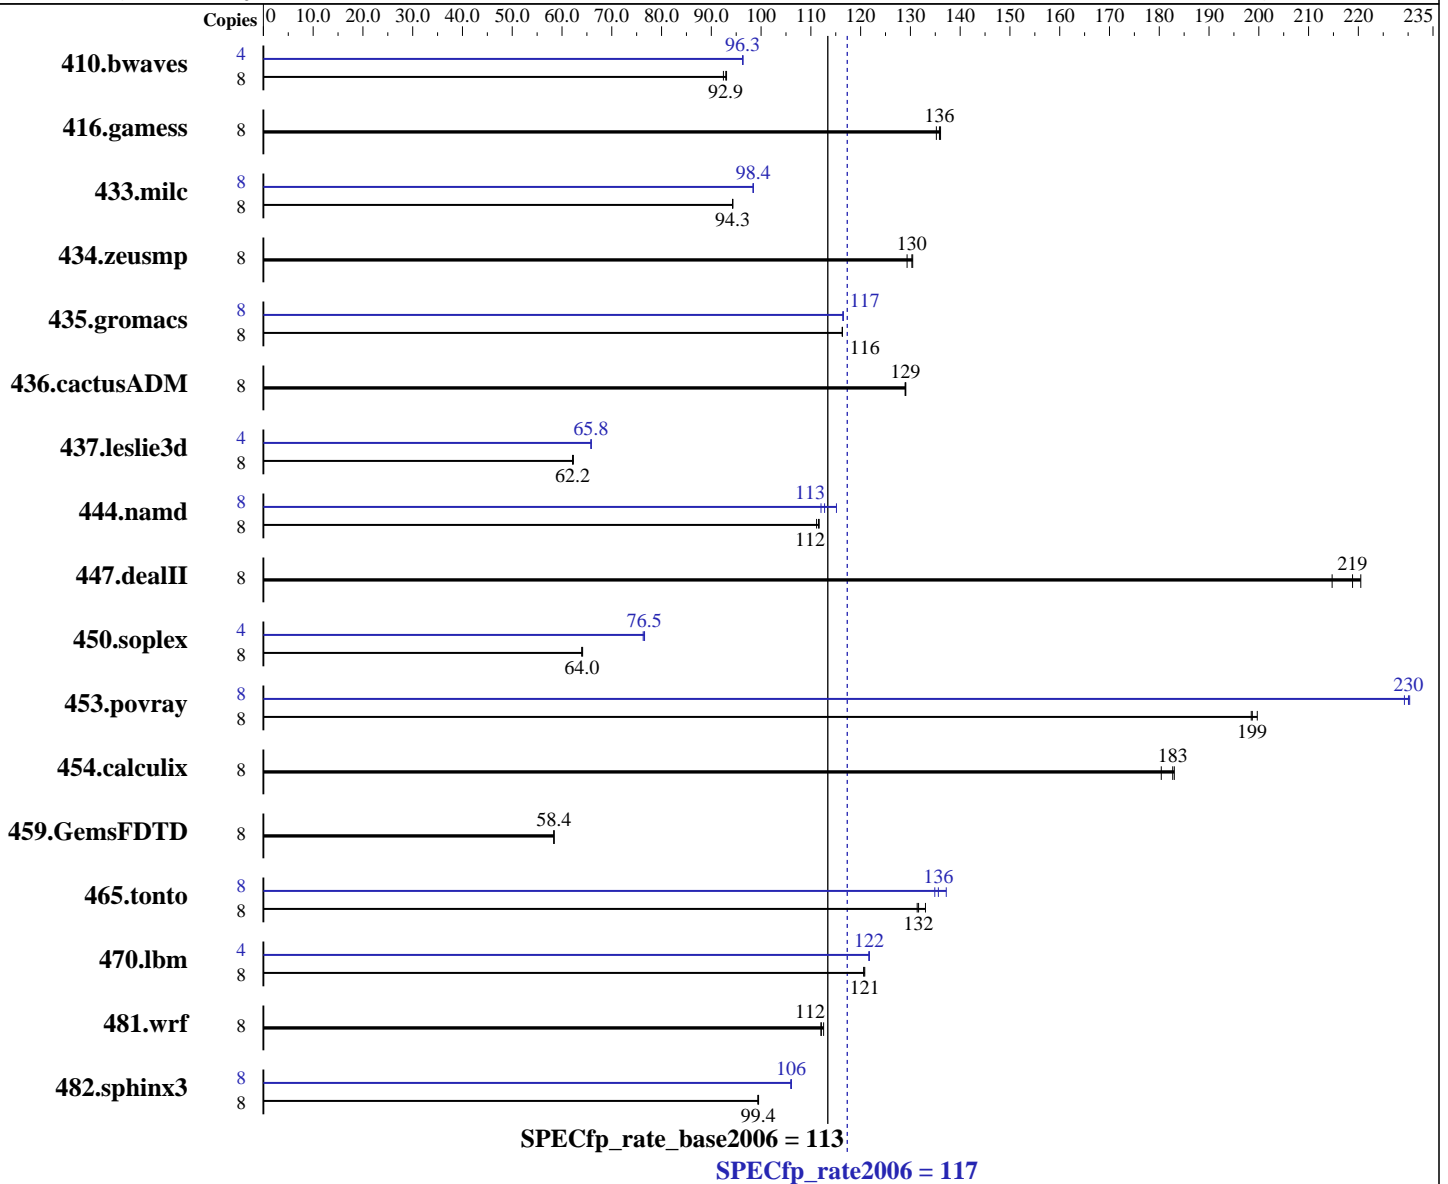 Copies 0 10.0 20.0 30.0 40.0 50.0 60.0 70.0 80.0 90.0 100 110 120 130 140 150 160 170 180 190 200 210 220 235
410.bwaves 4 96.3
8 92.9
416.gamess 8 136
433.milc 8 98.4
8 94.3
434.zeusmp 8 130
435.gromacs 8 117
8 116
436.cactusADM 8 129
437.leslie3d 4 65.8
8 62.2
444.namd 8 113
8 112
447.dealII 8 219
450.soplex 4 76.5
8 64.0
453.povray 8 230
8 199
454.calculix 8 183
459.GemsFDTD 8 58.4
465.tonto 8 136
8 132
470.lbm 4 122
8 121
481.wrf 8 112
482.sphinx3 8 106
8 99.4
SPECfp_rate_base2006 = 113
SPECfp_rate2006 = 117